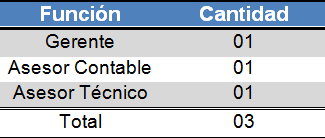 Función Cantidad
Gerente 01
Asesor Contable 01
Asesor Técnico 01
Total 03